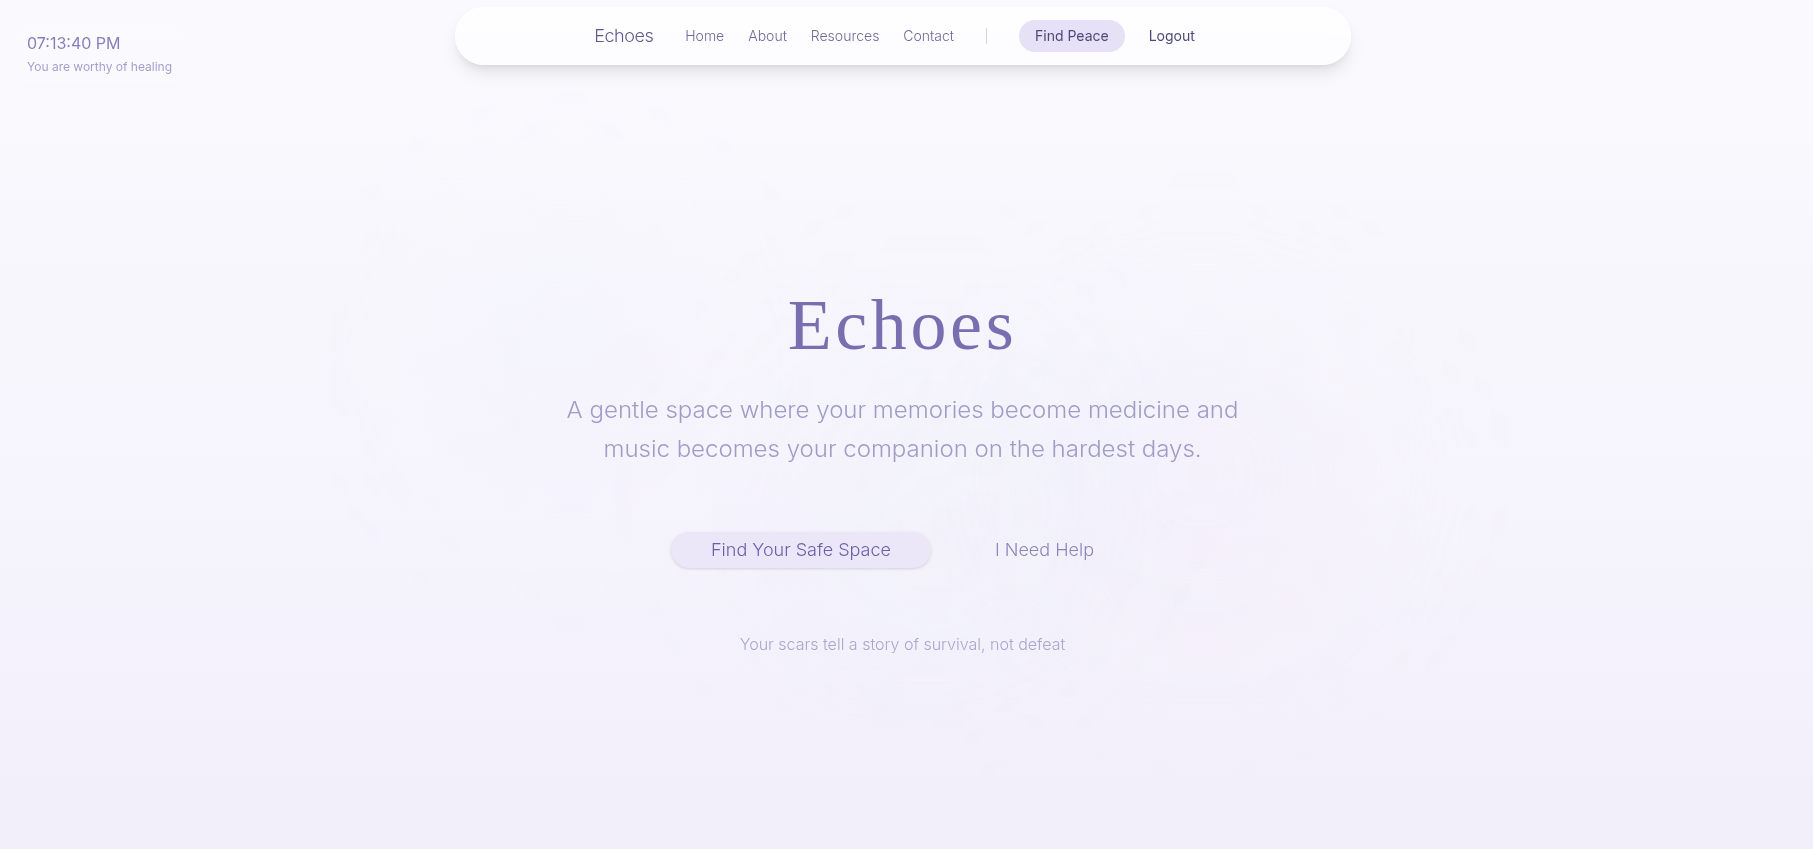 07:13:40 PM
You are worthy of healing
Echoes Home About Resources Contact Find Peace Logout
Echoes
A gentle space where your memories become medicine and
music becomes your companion on the hardest days.
Find Your Safe Space I Need Help
Your scars tell a story of survival, not defeat